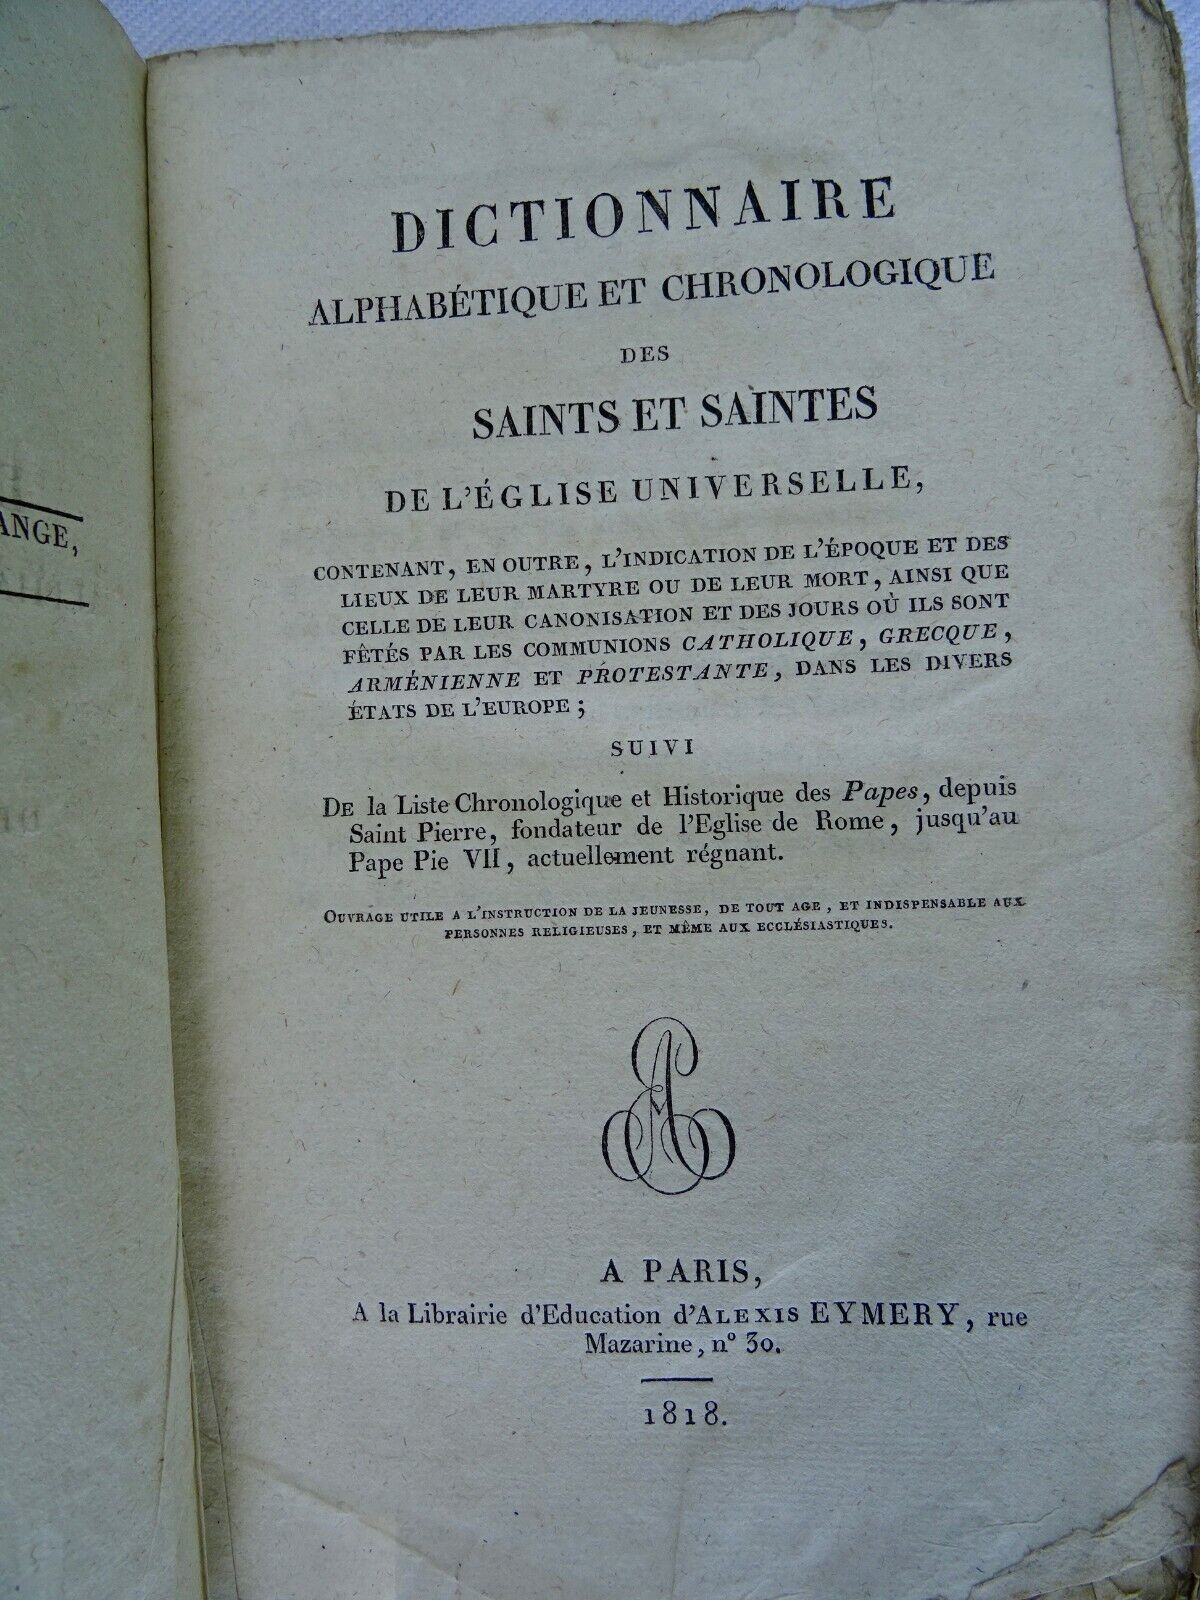 ANGE,
DICTIONNAIRE
ALPHABÉTIQUE ET CHRONOLOGIQUE
DES
SAINTS ET SAINTES
DE L'ÉGLISE UNIVERSELLE,
CONTENANT, EN OUTRE, L'INDICATION DE L'ÉPOQUE ET DES
LIEUX DE LEUR MARTYRE OU DE LEUR MORT, AINSI QUE
CELLE DE LEUR CANONISATION ET DES JOURS OÙ ILS SONT
FÊTÉS PAR LES COMMUNIONS CATHOLIQUE, GRECQUE,
ARMÉNIENNE ET PROTESTANTE, DANS LES DIVERS
ÉTATS DE L'EUROPE;
SUIVI
DE la Liste Chronologique et Historique des Papes, depuis
Saint Pierre, fondateur de l'Eglise de Rome, jusqu'au
Pape Pie VII, actuellement régnant.
OUVRAGE UTILE A L'INSTRUCTION DE LA JEUNESSE, DE TOUT AGE, ET INDISPENSABLE AUX
PERSONNES RELIGIEUSES, ET MÊME AUX ECCLÉSIASTIQUES.
A PARIS,
A la Librairie d'Education d'ALEXIS EYMERY, rue
Mazarine, n° 30.
1818.